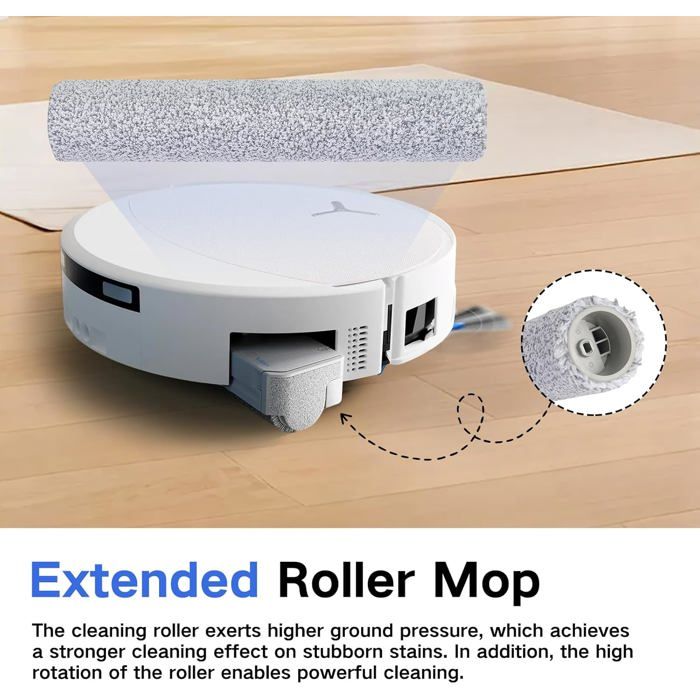 Extended Roller Mop
The cleaning roller exerts higher ground pressure, which achieves
a stronger cleaning effect on stubborn stains. In addition, the high
rotation of the roller enables powerful cleaning.